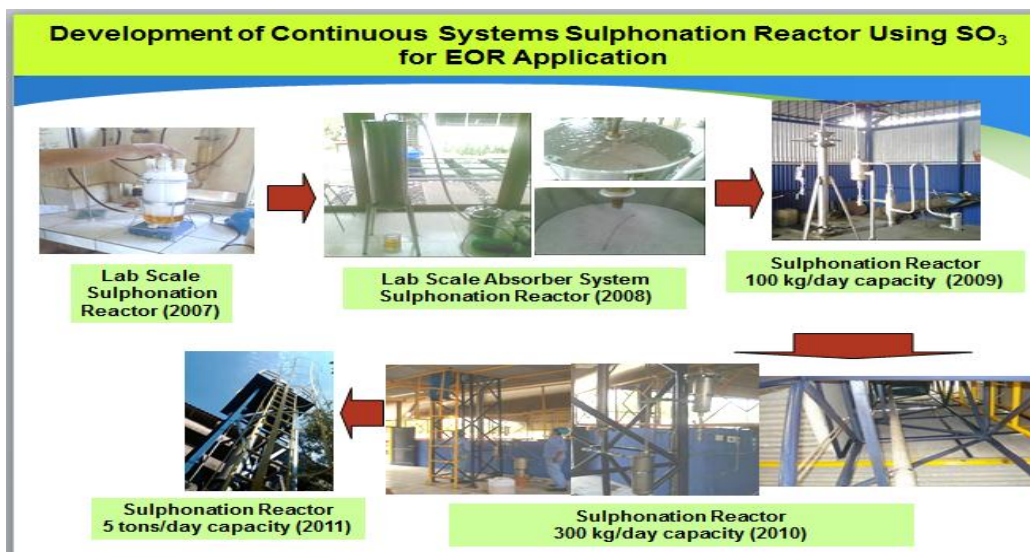 Development of Continuous Systems Sulphonation Reactor Using SO₃
for EOR Application
Lab Scale
Sulphonation
Reactor (2007)
Lab Scale Absorber System
Sulphonation Reactor (2008)
Sulphonation Reactor
100 kg/day capacity (2009)
Sulphonation Reactor
5 tons/day capacity (2011)
Sulphonation Reactor
300 kg/day capacity (2010)